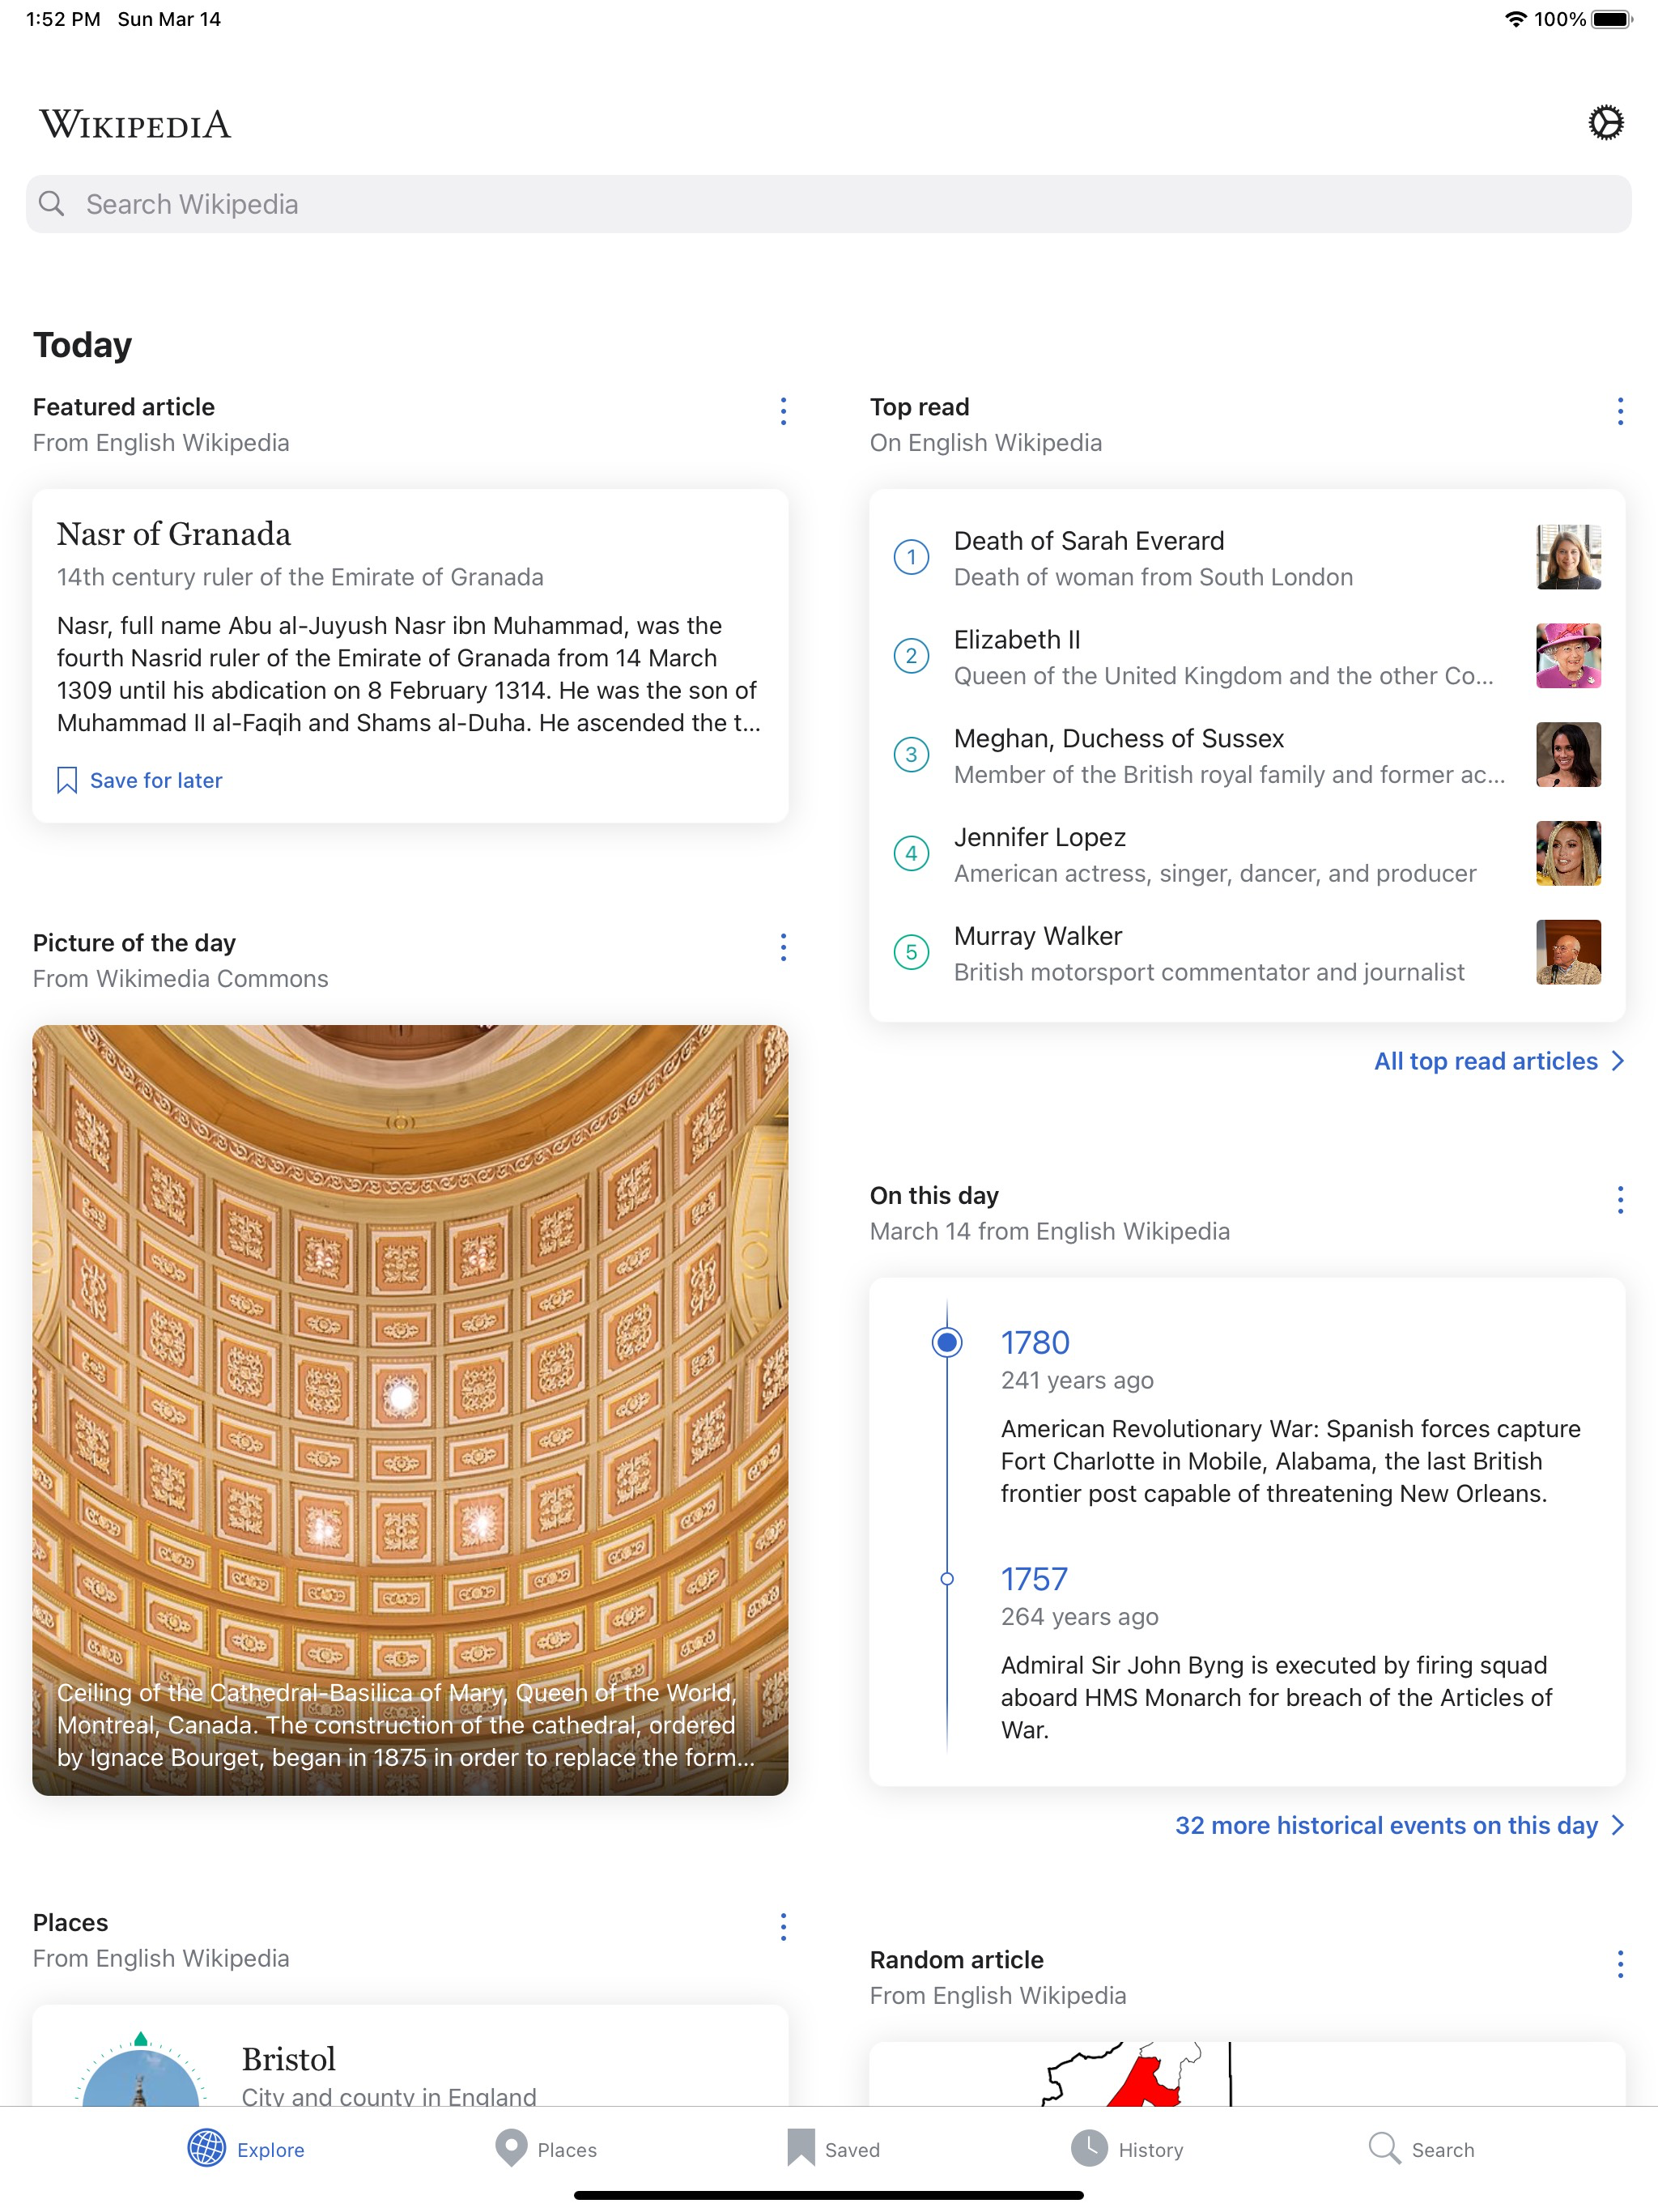 1:52 PM Sun Mar 14
100%
WIKIPEDIA
Search Wikipedia
Today
Featured article
From English Wikipedia
Nasr of Granada
14th century ruler of the Emirate of Granada
Nasr, full name Abu al-Juyush Nasr ibn Muhammad, was the
fourth Nasrid ruler of the Emirate of Granada from 14 March
1309 until his abdication on 8 February 1314. He was the son of
Muhammad II al-Faqih and Shams al-Duha. He ascended the t...
Save for later
Picture of the day
From Wikimedia Commons
Ceiling of the Cathedral-Basilica of Mary, Queen of the World,
Montreal, Canada. The construction of the cathedral, ordered
by Ignace Bourget, began in 1875 in order to replace the form...
Places
From English Wikipedia
Bristol
City and county in England
Top read
On English Wikipedia
1
Death of Sarah Everard
Death of woman from South London
2
Elizabeth II
Queen of the United Kingdom and the other Co...
3
Meghan, Duchess of Sussex
Member of the British royal family and former ac...
4
Jennifer Lopez
American actress, singer, dancer, and producer
5
Murray Walker
British motorsport commentator and journalist
All top read articles
On this day
March 14 from English Wikipedia
1780
241 years ago
American Revolutionary War: Spanish forces capture
Fort Charlotte in Mobile, Alabama, the last British
frontier post capable of threatening New Orleans.
1757
264 years ago
Admiral Sir John Byng is executed by firing squad
aboard HMS Monarch for breach of the Articles of
War.
32 more historical events on this day
Random article
From English Wikipedia
Explore
Places
Saved
History
Search